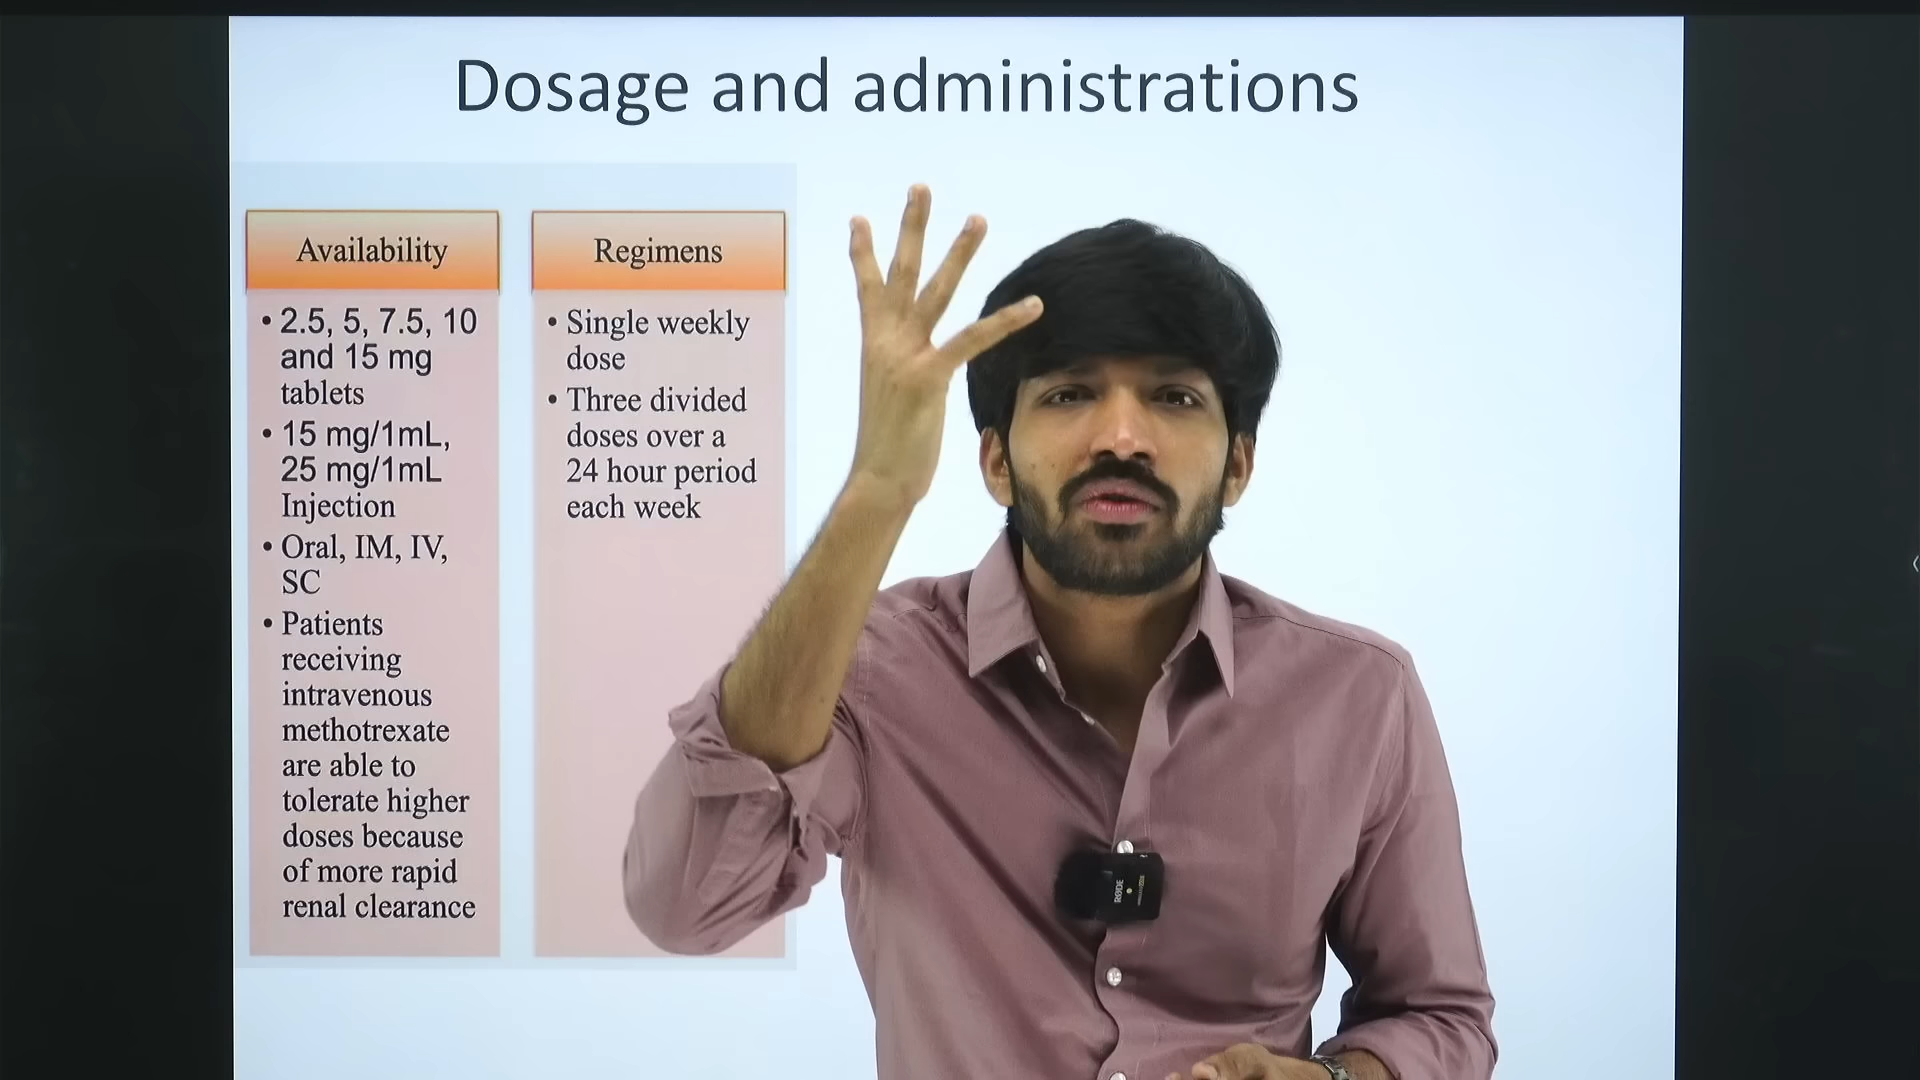 Dosage and administrations
Availability
• 2.5, 5, 7.5, 10
and 15 mg
tablets
• 15 mg/1mL,
25 mg/1mL
Injection
• Oral, IM, IV,
SC
• Patients
receiving
intravenous
methotrexate
are able to
tolerate higher
doses because
of more rapid
renal clearance
Regimens
• Single weekly
dose
• Three divided
doses over a
24 hour period
each week
RØDE